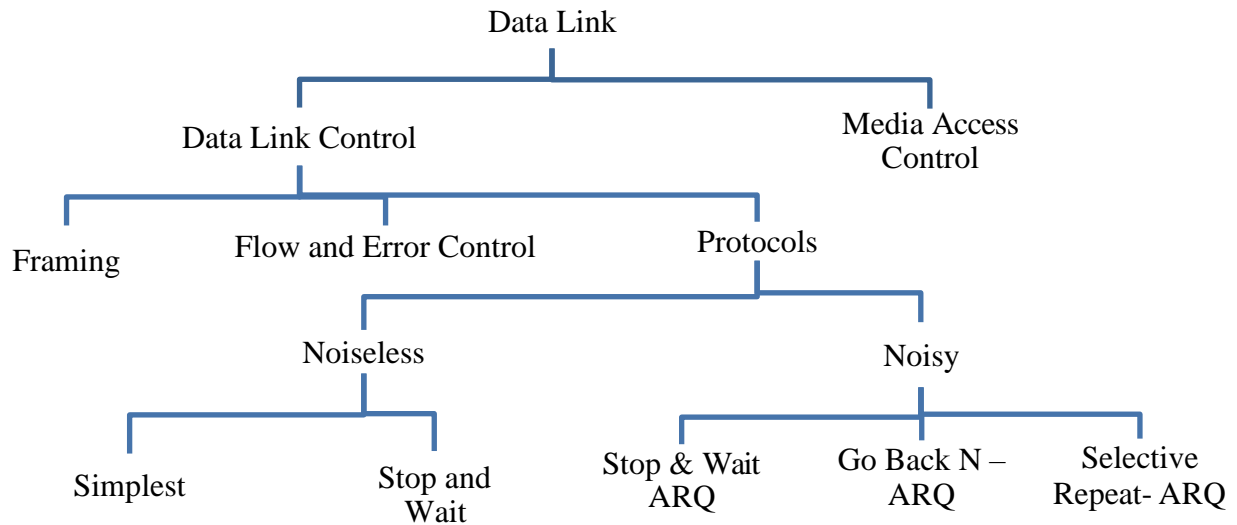 Data Link
Data Link Control
Media Access
Control
Framing
Flow and Error Control
Protocols
Noiseless
Noisy
Simplest
Stop and
Wait
Stop & Wait
ARQ
Go Back N –
ARQ
Selective
Repeat- ARQ